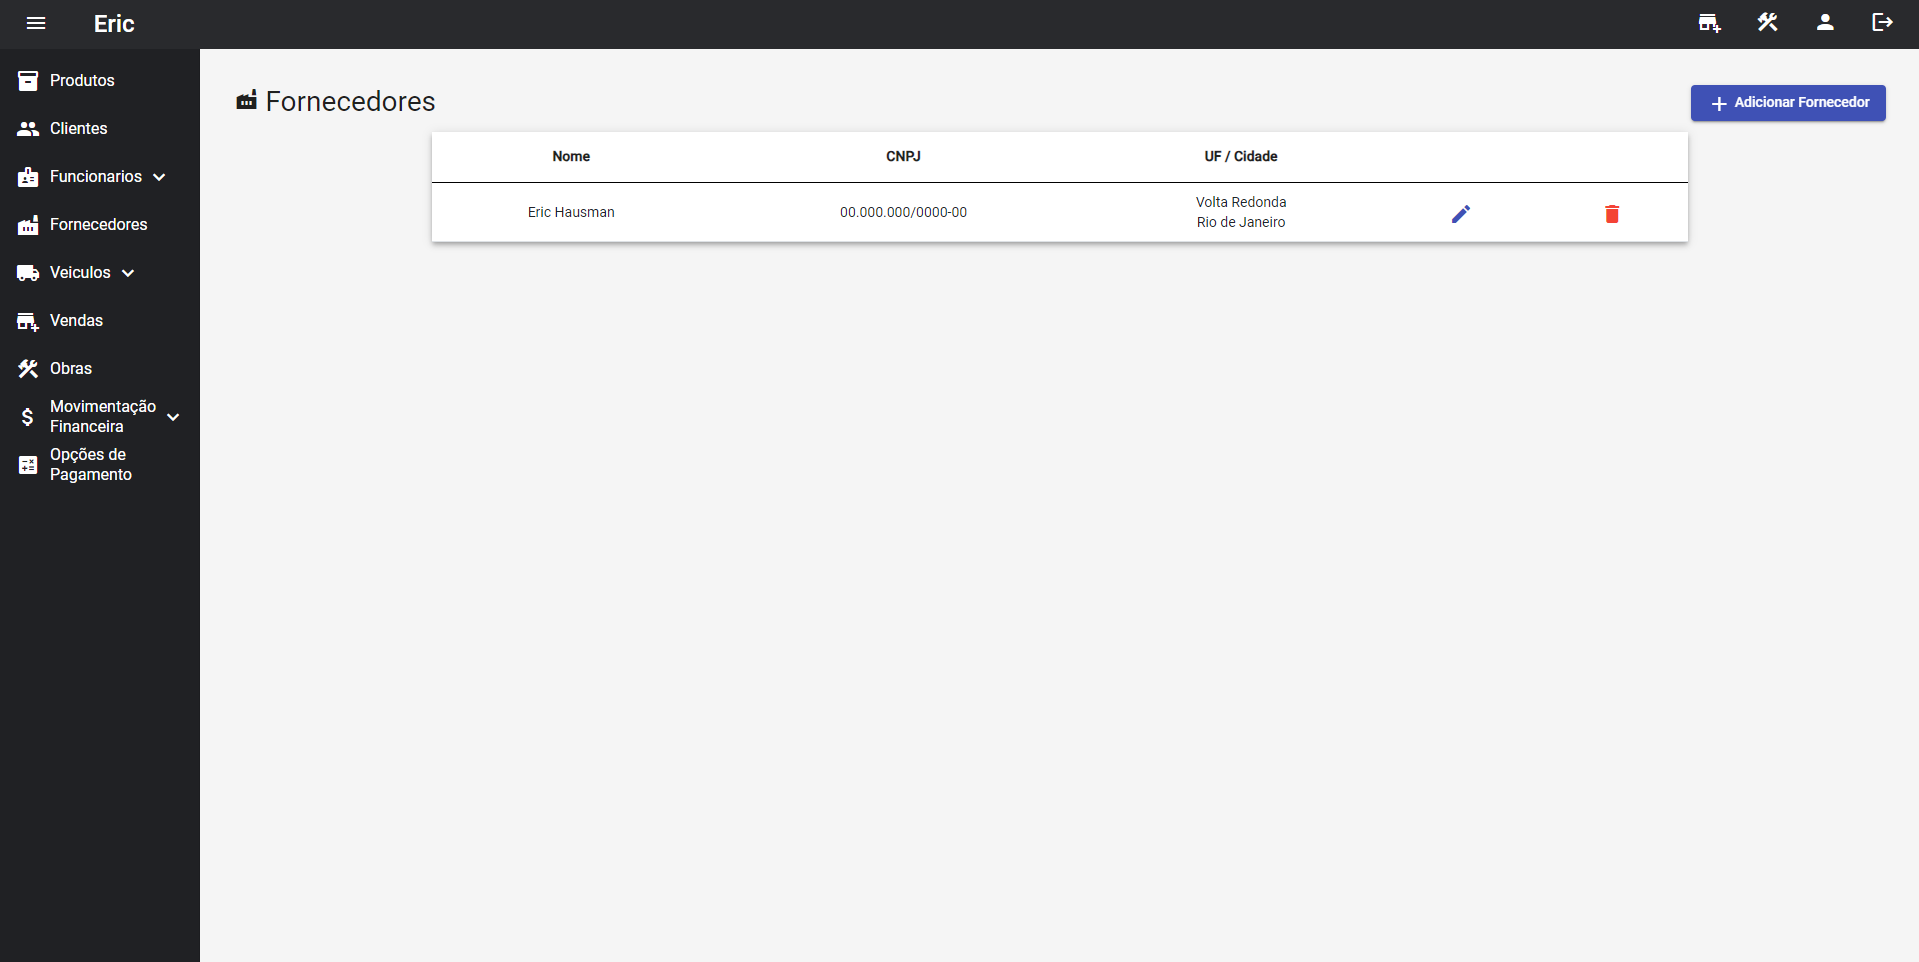 Eric
Produtos
Clientes
Funcionarios
Fornecedores
Veiculos
Vendas
Obras
Movimentação
Financeira
Opções de
Pagamento
Fornecedores
Adicionar Fornecedor
Nome CNPJ UF / Cidade
Eric Hausman 00.000.000/0000-00 Volta Redonda
Rio de Janeiro